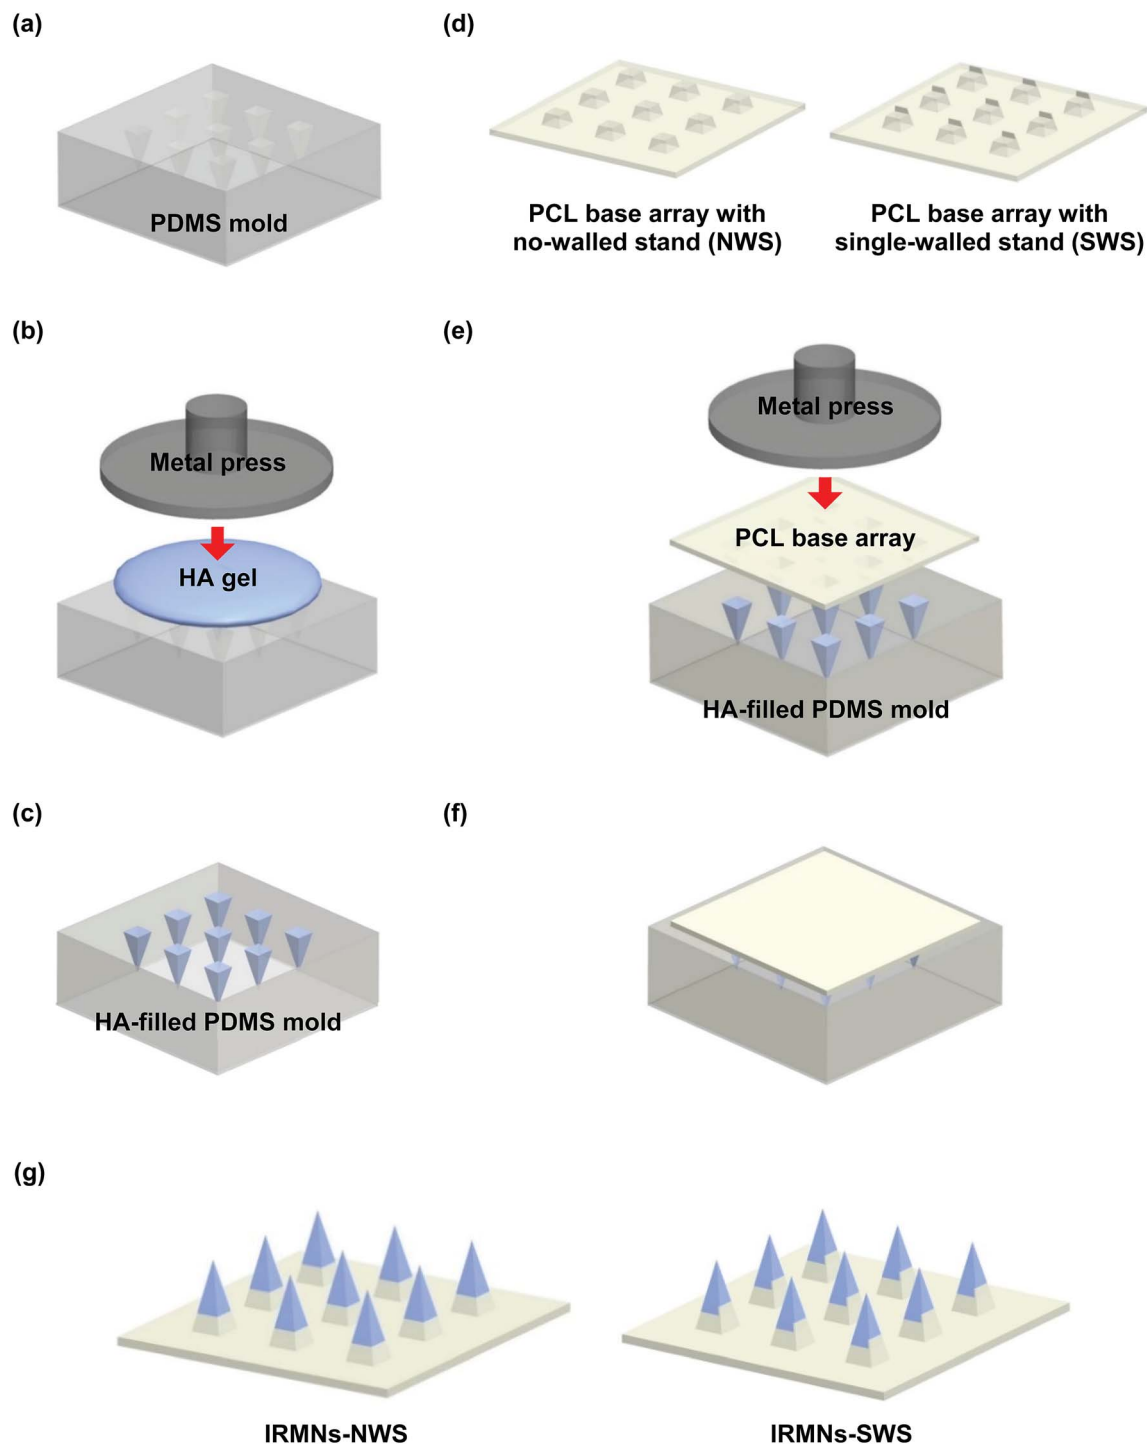 (a)
PDMS mold
(b)
Metal press
HA gel
(c)
HA-filled PDMS mold
(d)
PCL base array with
no-walled stand (NWS)
PCL base array with
single-walled stand (SWS)
(e)
Metal press
PCL base array
HA-filled PDMS mold
(f)
(g)
IRMNs-NWS
IRMNs-SWS